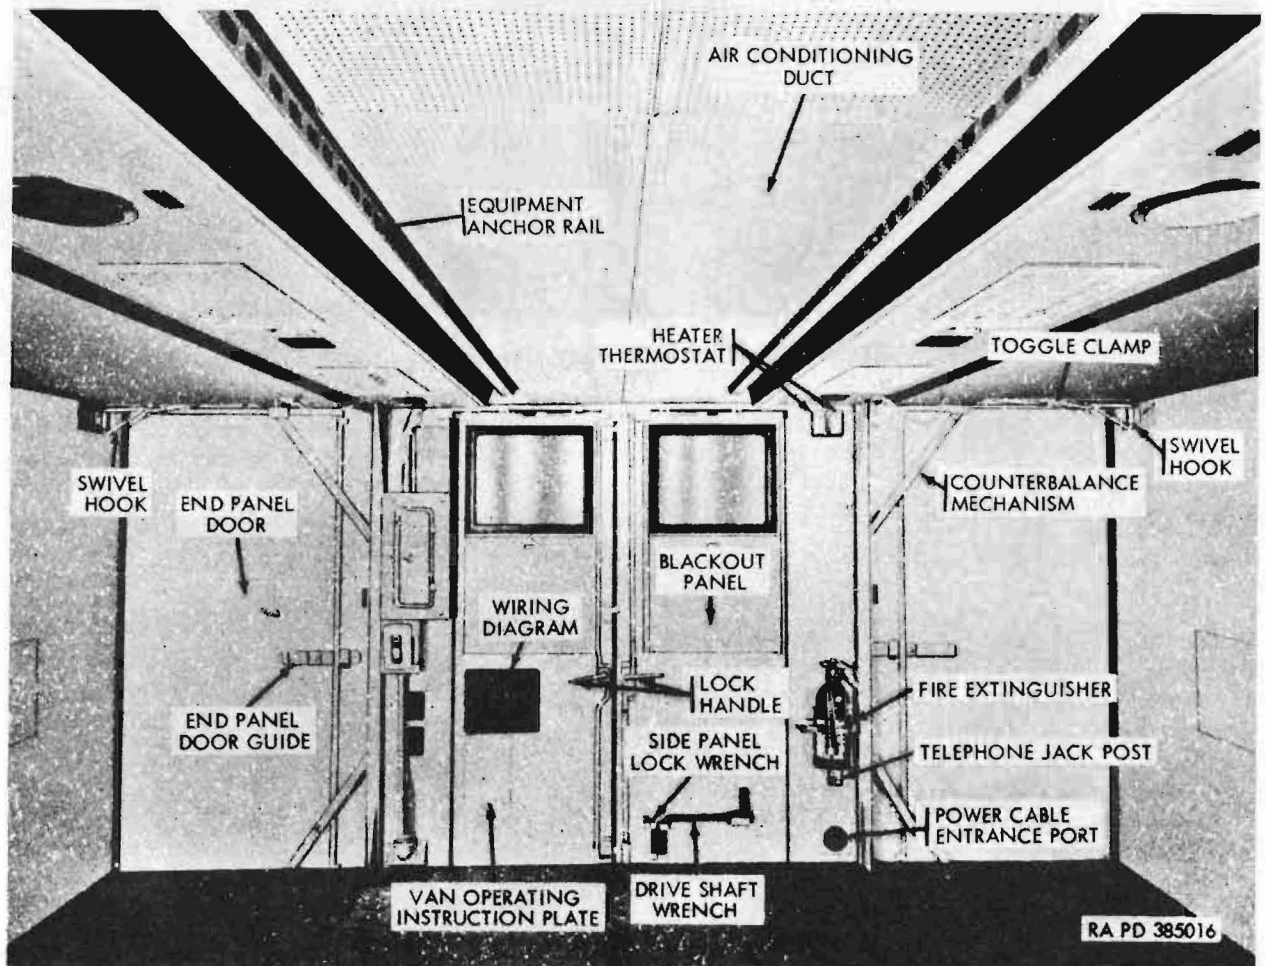 AIR CONDITIONING
DUCT
EQUIPMENT
ANCHOR RAIL
HEATER
THERMOSTAT
TOGGLE CLAMP
SWIVEL
HOOK
SWIVEL
HOOK
COUNTERBALANCE
MECHANISM
END PANEL
DOOR
BLACKOUT
PANEL
WIRING
DIAGRAM
LOCK
HANDLE
FIRE EXTINGUISHER
END PANEL
DOOR GUIDE
SIDE PANEL
LOCK WRENCH
TELEPHONE JACK POST
POWER CABLE
ENTRANCE PORT
VAN OPERATING
INSTRUCTION PLATE
DRIVE SHAFT
WRENCH
RA PD 385016